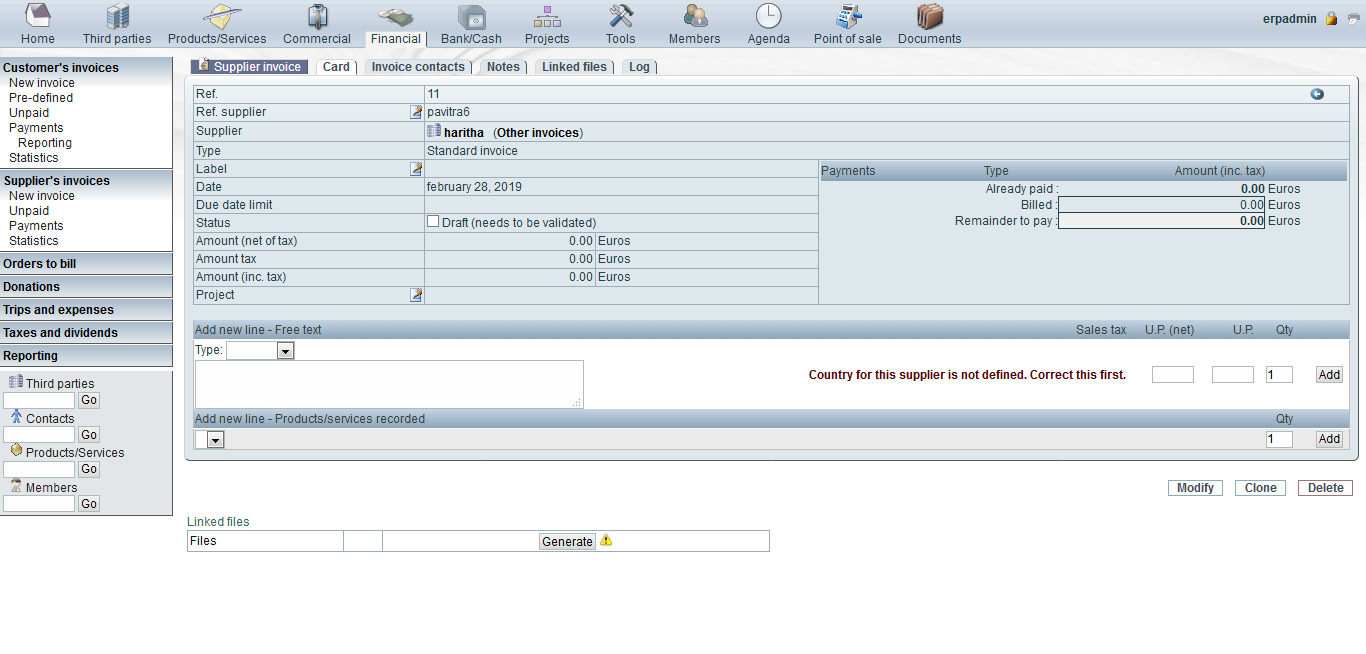 Home Third parties Products/Services Commercial Financial Bank/Cash Projects Tools Members Agenda Point of sale Documents erpadmin
Customer's invoices
New invoice
Pre-defined
Unpaid
Payments
Reporting
Statistics
Supplier's invoices
New invoice
Unpaid
Payments
Statistics
Orders to bill
Donations
Trips and expenses
Taxes and dividends
Reporting
Third parties
Go
Contacts
Go
Products/Services
Go
Members
Go
Supplier invoice Card Invoice contacts Notes Linked files Log
Ref. 11
Ref. supplier pavitra6
Supplier haritha (Other invoices)
Type Standard invoice
Label
Date february 28, 2019
Due date limit
Status Draft (needs to be validated)
Amount (net of tax) 0.00 Euros
Amount tax 0.00 Euros
Amount (inc. tax) 0.00 Euros
Project
Payments Type Amount (inc. tax)
Already paid : 0.00 Euros
Billed : 0.00 Euros
Remainder to pay : 0.00 Euros
Add new line - Free text Sales tax U.P. (net) U.P. Qty
Type:
Country for this supplier is not defined. Correct this first. 1 Add
Add new line - Products/services recorded Qty
1 Add
Modify Clone Delete
Linked files
Files Generate